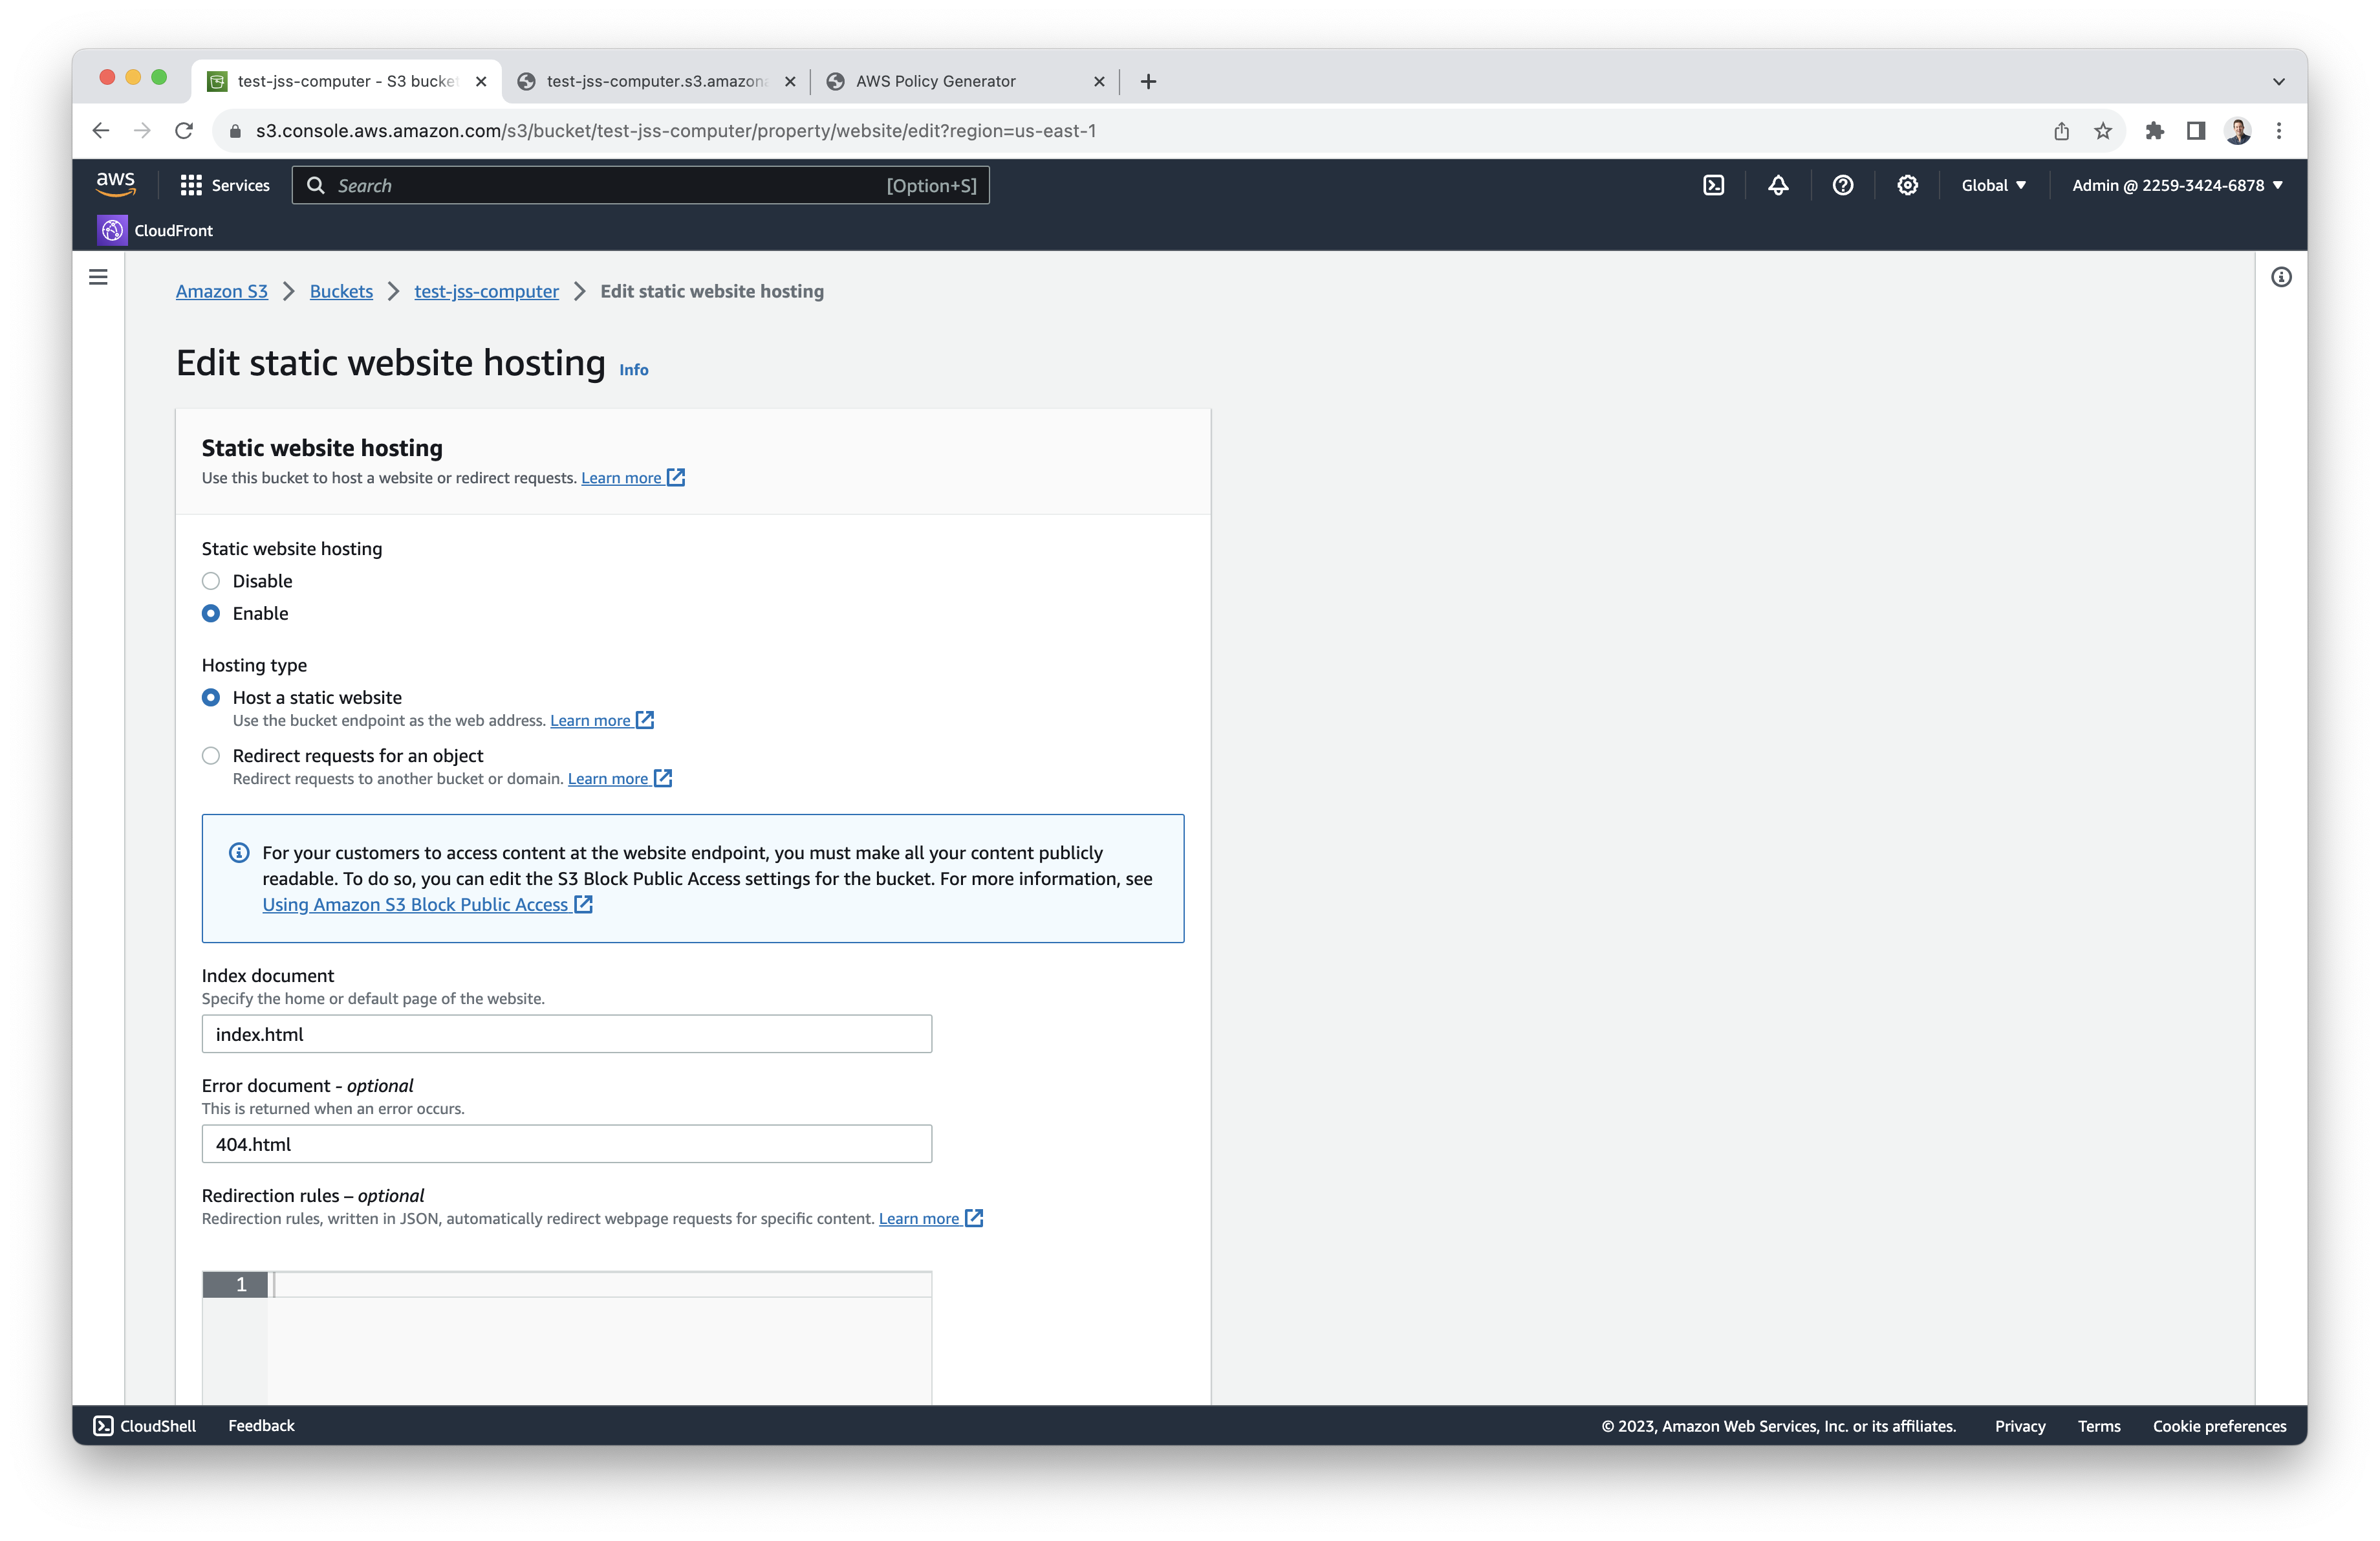 test-jss-computer - S3 bucket
test-jss-computer.s3.amazona
AWS Policy Generator
s3.console.aws.amazon.com/s3/bucket/test-jss-computer/property/website/edit?region=us-east-1
aws
Services
Search
[Option+S]
Global
Admin @ 2259-3424-6878
CloudFront
Amazon S3 > Buckets > test-jss-computer > Edit static website hosting
Edit static website hosting Info
Static website hosting
Use this bucket to host a website or redirect requests. Learn more
Static website hosting
Disable
Enable
Hosting type
Host a static website
Use the bucket endpoint as the web address. Learn more
Redirect requests for an object
Redirect requests to another bucket or domain. Learn more
For your customers to access content at the website endpoint, you must make all your content publicly
readable. To do so, you can edit the S3 Block Public Access settings for the bucket. For more information, see
Using Amazon S3 Block Public Access
Index document
Specify the home or default page of the website.
index.html
Error document - optional
This is returned when an error occurs.
404.html
Redirection rules – optional
Redirection rules, written in JSON, automatically redirect webpage requests for specific content. Learn more
1
CloudShell
Feedback
© 2023, Amazon Web Services, Inc. or its affiliates.
Privacy
Terms
Cookie preferences